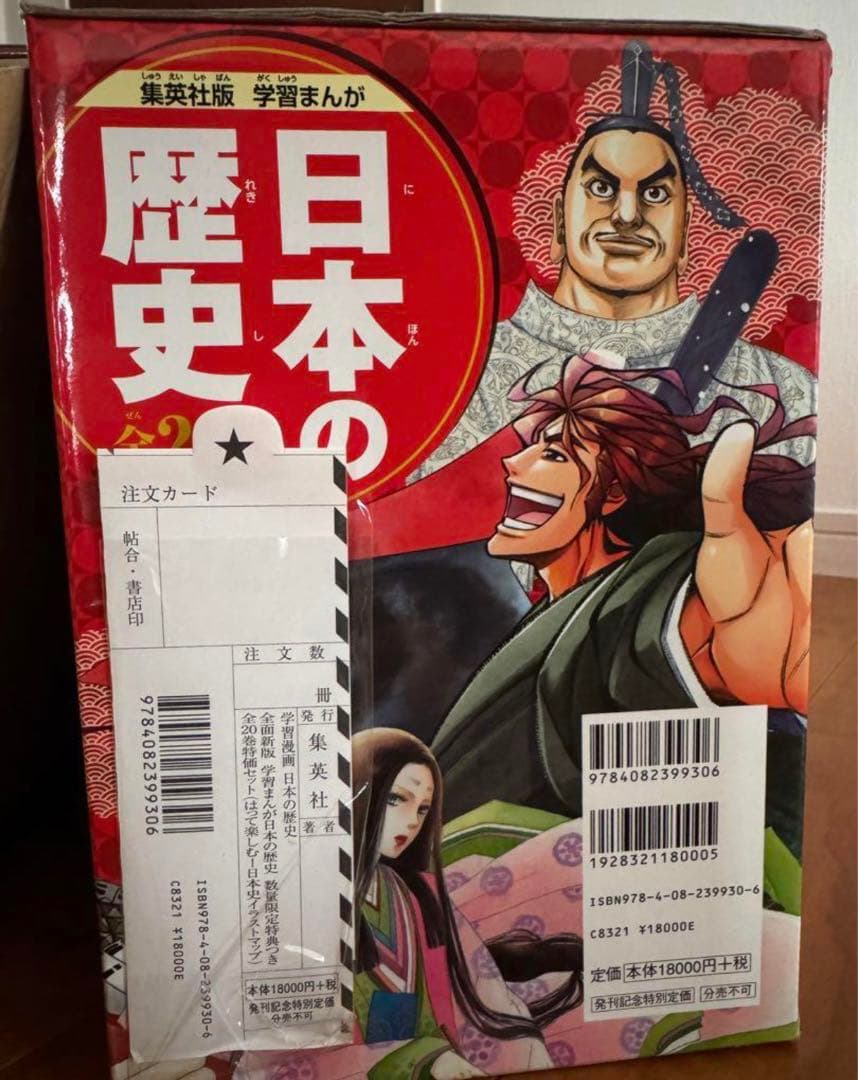 集英社版 学習まんが
しゅう えい しゃ ばん がく しゅう
日本の
に ほん
歴史
れき し
全2
ぜん
★
注文カード
帖合・書店印
注文数
冊
発行
集英社
著者
学習漫画 日本の歴史
全面新版 学習まんが日本の歴史 数量限定特典つき
全20巻特価セット(はって楽しむ!日本史イラストマップ)
本体18000円+税
発刊記念特別定価
分売不可
9784082399306
ISBN978-4-08-239930-6
C8321 ¥18000E
9784082399306
1928321180005
ISBN978-4-08-239930-6
C8321 ¥18000E
定価 本体18000円+税
発刊記念特別定価 分売不可